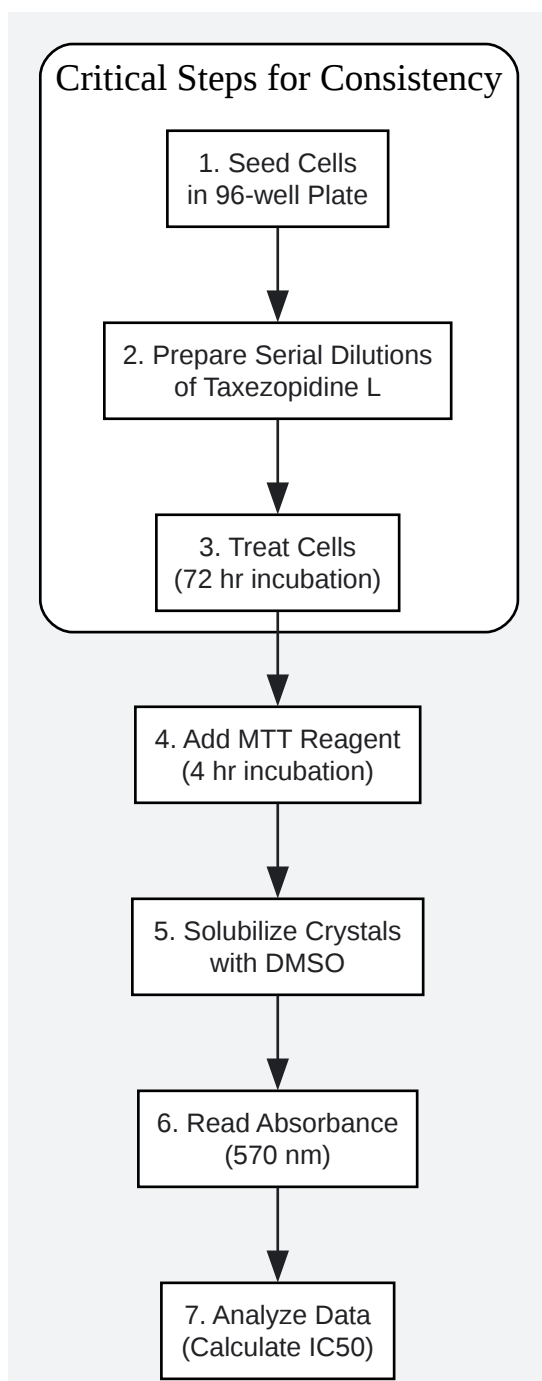 Critical Steps for Consistency
1. Seed Cells
in 96-well Plate
2. Prepare Serial Dilutions
of Taxezopidine L
3. Treat Cells
(72 hr incubation)
4. Add MTT Reagent
(4 hr incubation)
5. Solubilize Crystals
with DMSO
6. Read Absorbance
(570 nm)
7. Analyze Data
(Calculate IC50)